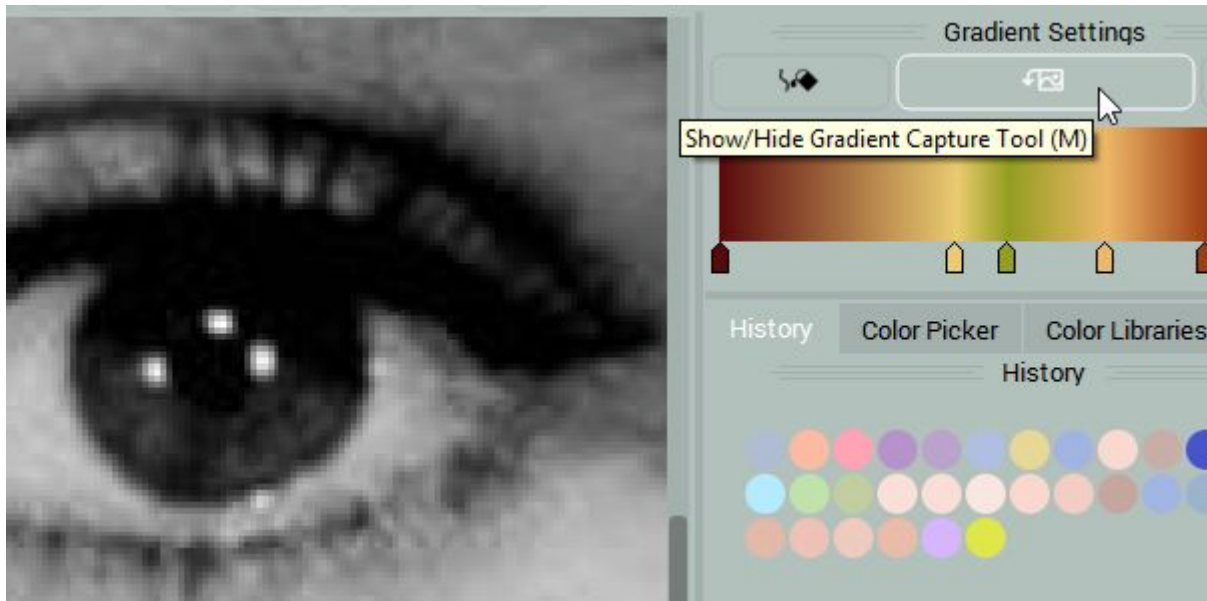 Gradient Settings
Show/Hide Gradient Capture Tool (M)
History Color Picker Color Libraries
History